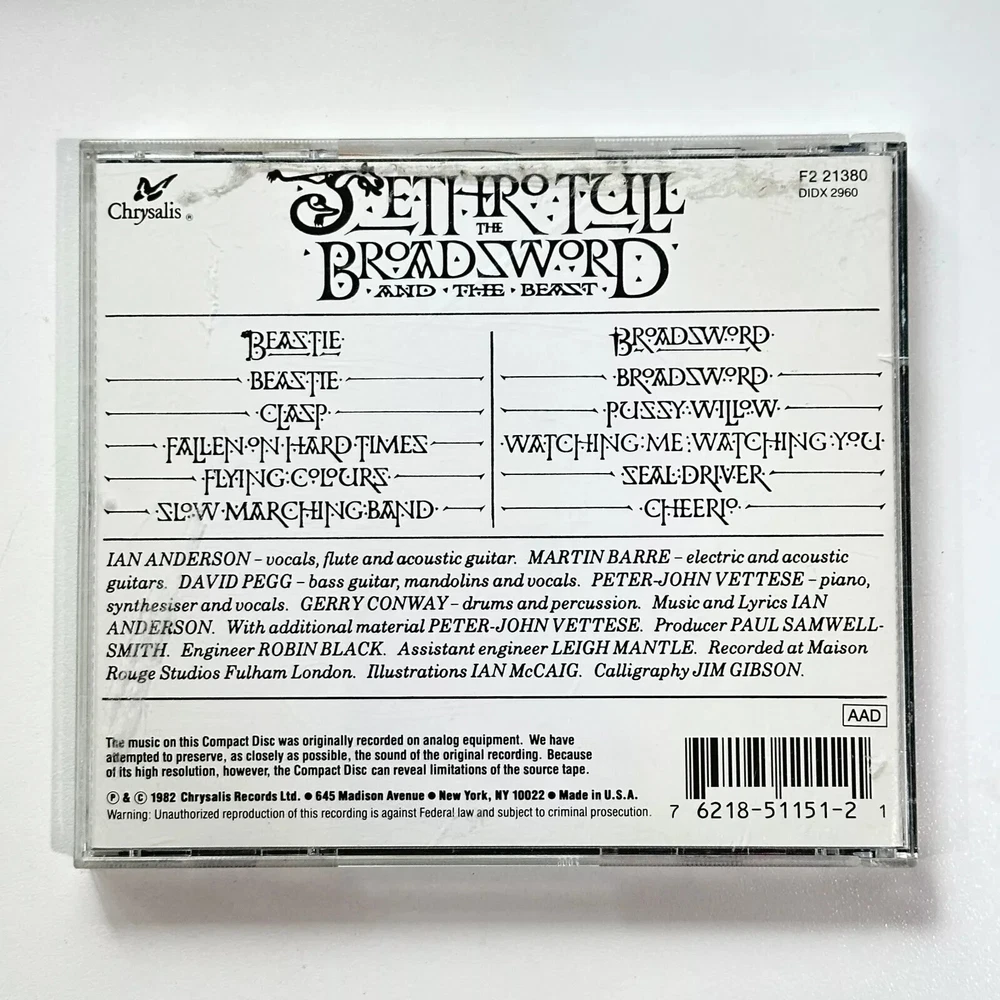 Chrysalis ®
F2 21380
DIDX 2960
JETHRO TULL
THE
BROADSWORD
AND · THE · BEAST
BEASTIE
BEASTIE
CLASP
FALLEN·ON·HARD TIMES
FLYING:COLOURS
SLOW·MARCHING:BAND
BROADSWORD
BROADSWORD
PUSSY·WILLOW
WATCHING:ME:WATCHING:YOU
SEAL:DRIVER
CHEERIO
IAN ANDERSON – vocals, flute and acoustic guitar. MARTIN BARRE – electric and acoustic
guitars. DAVID PEGG – bass guitar, mandolins and vocals. PETER-JOHN VETTESE – piano,
synthesiser and vocals. GERRY CONWAY – drums and percussion. Music and Lyrics IAN
ANDERSON. With additional material PETER-JOHN VETTESE. Producer PAUL SAMWELL-
SMITH. Engineer ROBIN BLACK. Assistant engineer LEIGH MANTLE. Recorded at Maison
Rouge Studios Fulham London. Illustrations IAN McCAIG. Calligraphy JIM GIBSON.
AAD
The music on this Compact Disc was originally recorded on analog equipment. We have
attempted to preserve, as closely as possible, the sound of the original recording. Because
of its high resolution, however, the Compact Disc can reveal limitations of the source tape.
℗ & © 1982 Chrysalis Records Ltd. ● 645 Madison Avenue ● New York, NY 10022 ● Made in U.S.A.
Warning: Unauthorized reproduction of this recording is against Federal law and subject to criminal prosecution.
7 6218-51151-2 1